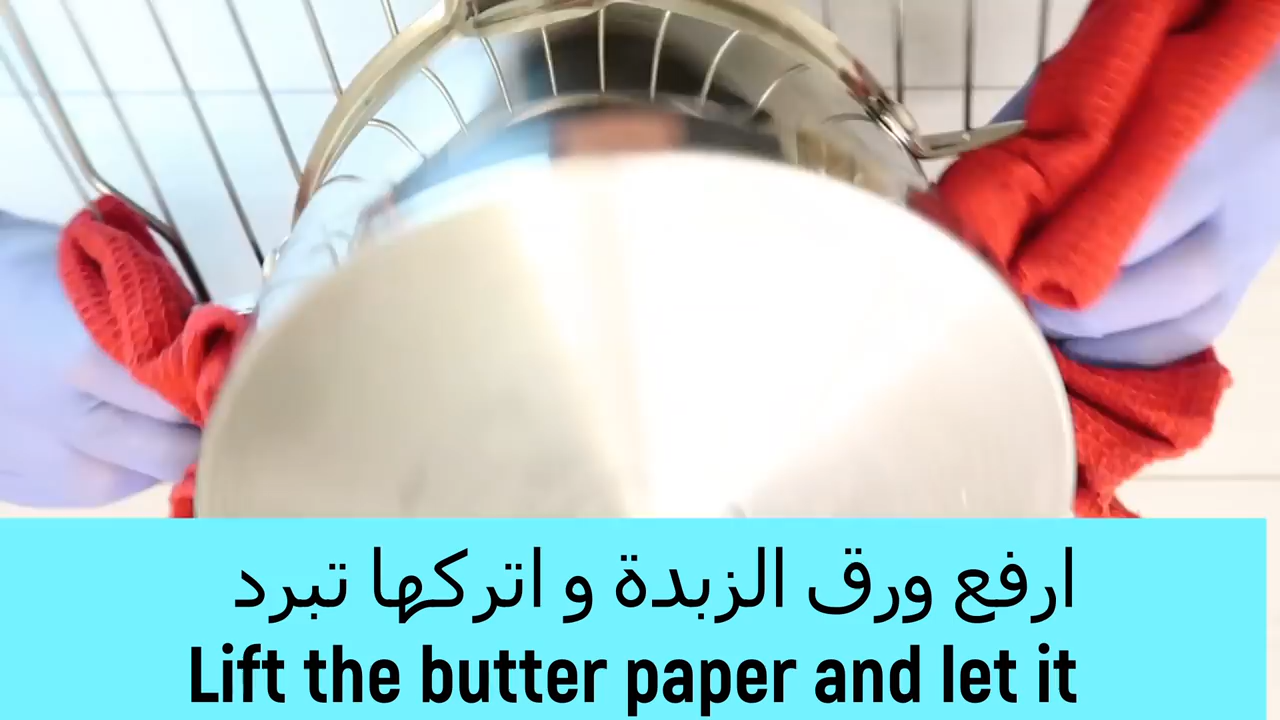 ارفع ورق الزبدة و اتركها تبرد
Lift the butter paper and let it